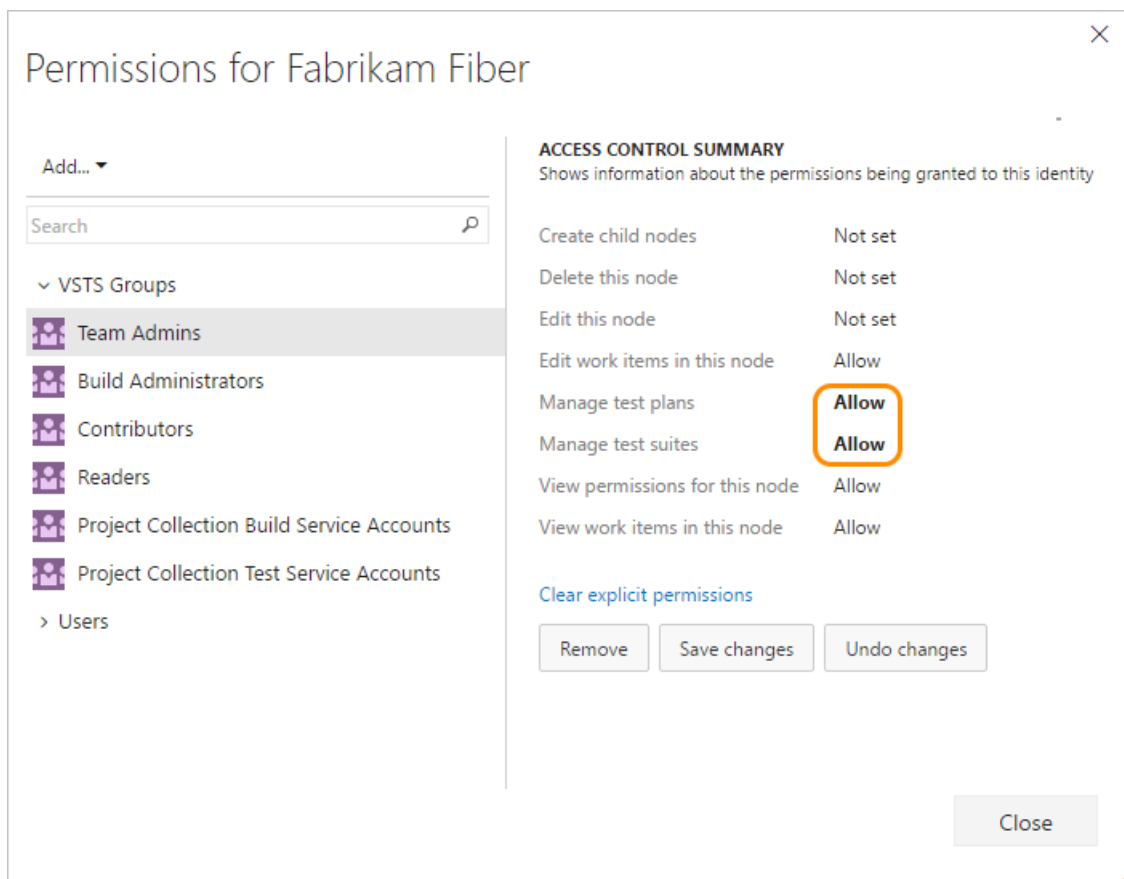 Permissions for Fabrikam Fiber
Add...
Search
VSTS Groups
Team Admins
Build Administrators
Contributors
Readers
Project Collection Build Service Accounts
Project Collection Test Service Accounts
Users
ACCESS CONTROL SUMMARY
Shows information about the permissions being granted to this identity
Create child nodes Not set
Delete this node Not set
Edit this node Not set
Edit work items in this node Allow
Manage test plans Allow
Manage test suites Allow
View permissions for this node Allow
View work items in this node Allow
Clear explicit permissions
Remove Save changes Undo changes
Close